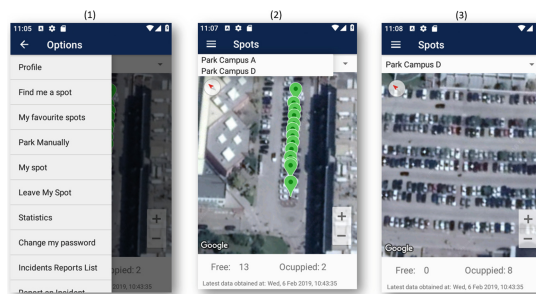 (1)
11:05
Options
Profile
Find me a spot
My favourite spots
Park Manually
My spot
Leave My Spot
Statistics
Change my password
Incidents Reports List
Report an Incident
pied: 2
2019, 10:43:35
(2)
11:07
Spots
Park Campus A
Park Campus D
+
−
Google
Free: 13 Ocuppied: 2
Latest data obtained at: Wed, 6 Feb 2019, 10:43:35
(3)
11:08
Spots
Park Campus D
+
−
Google
Free: 0 Ocuppied: 8
Latest data obtained at: Wed, 6 Feb 2019, 10:43:35